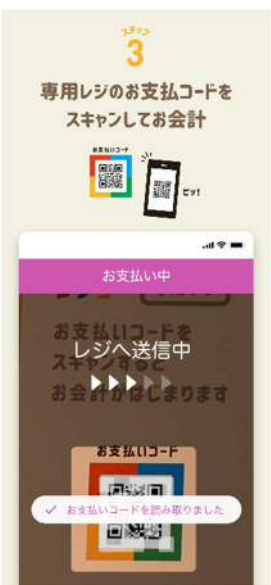 ステップ
3
専用レジのお支払コードを
スキャンしてお会計
お支払いコード
ピッ!
お支払い中
お支払いコードを
レジへ送信中
スキャンすると
お会計がはじまります
お支払いコード
お支払いコードを読み取りました